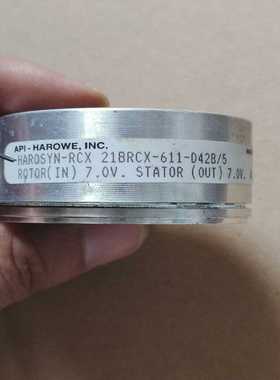 API - HAROWE, INC.
HAROSYN-RCX 21BRCX-611-D42B/5
ROTOR(IN) 7.0V. STATOR (OUT) 7.0V.